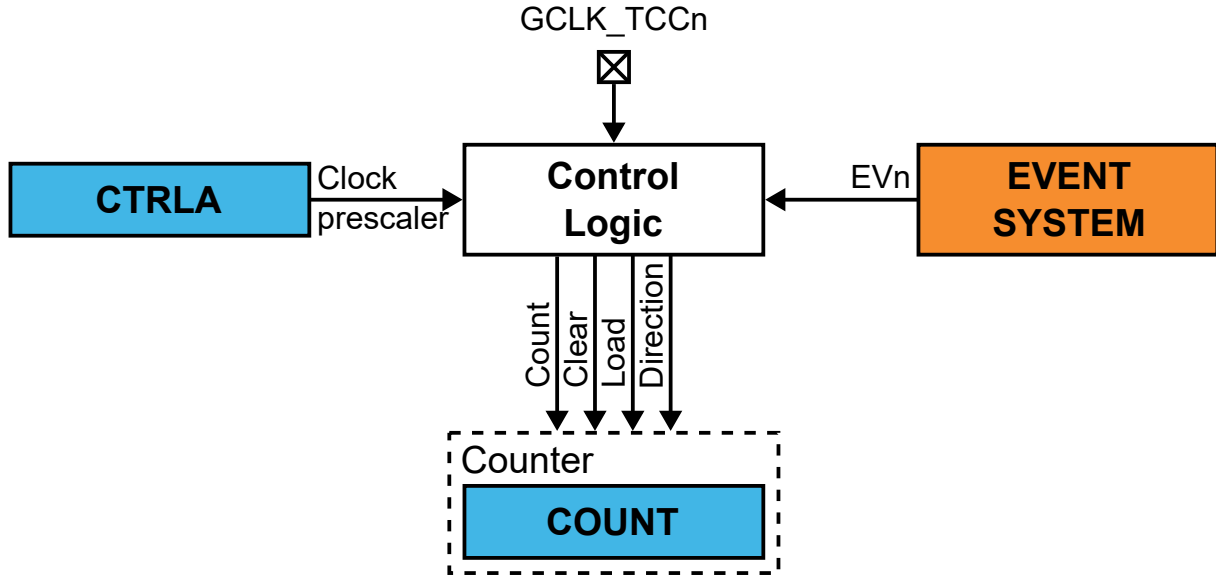 GCLK_TCCn
CTRLA
Clock
prescaler
Control
Logic
EVn
EVENT
SYSTEM
Count
Clear
Load
Direction
Counter
COUNT